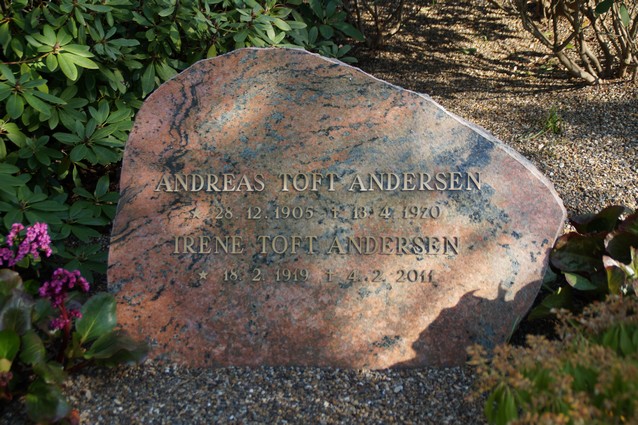 ANDREAS TOFT ANDERSEN
★ 28.12.1905 † 13.4.1970
IRENE TOFT ANDERSEN
★ 18.2.1919 † 4.2.2011